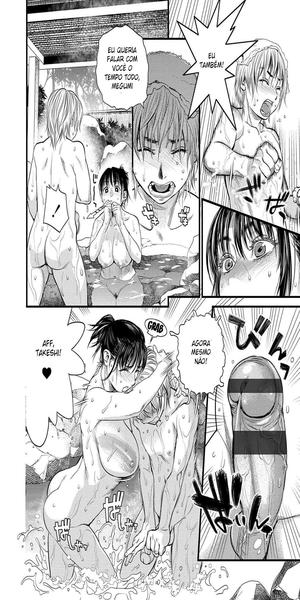 EU
TAMBÉM!
EU QUERIA
FALAR COM
VOCÊ O
TEMPO TODO,
MEGUMI
!
GRAB
AGORA
MESMO
NÃO!
AFF,
TAKESHI!
♥